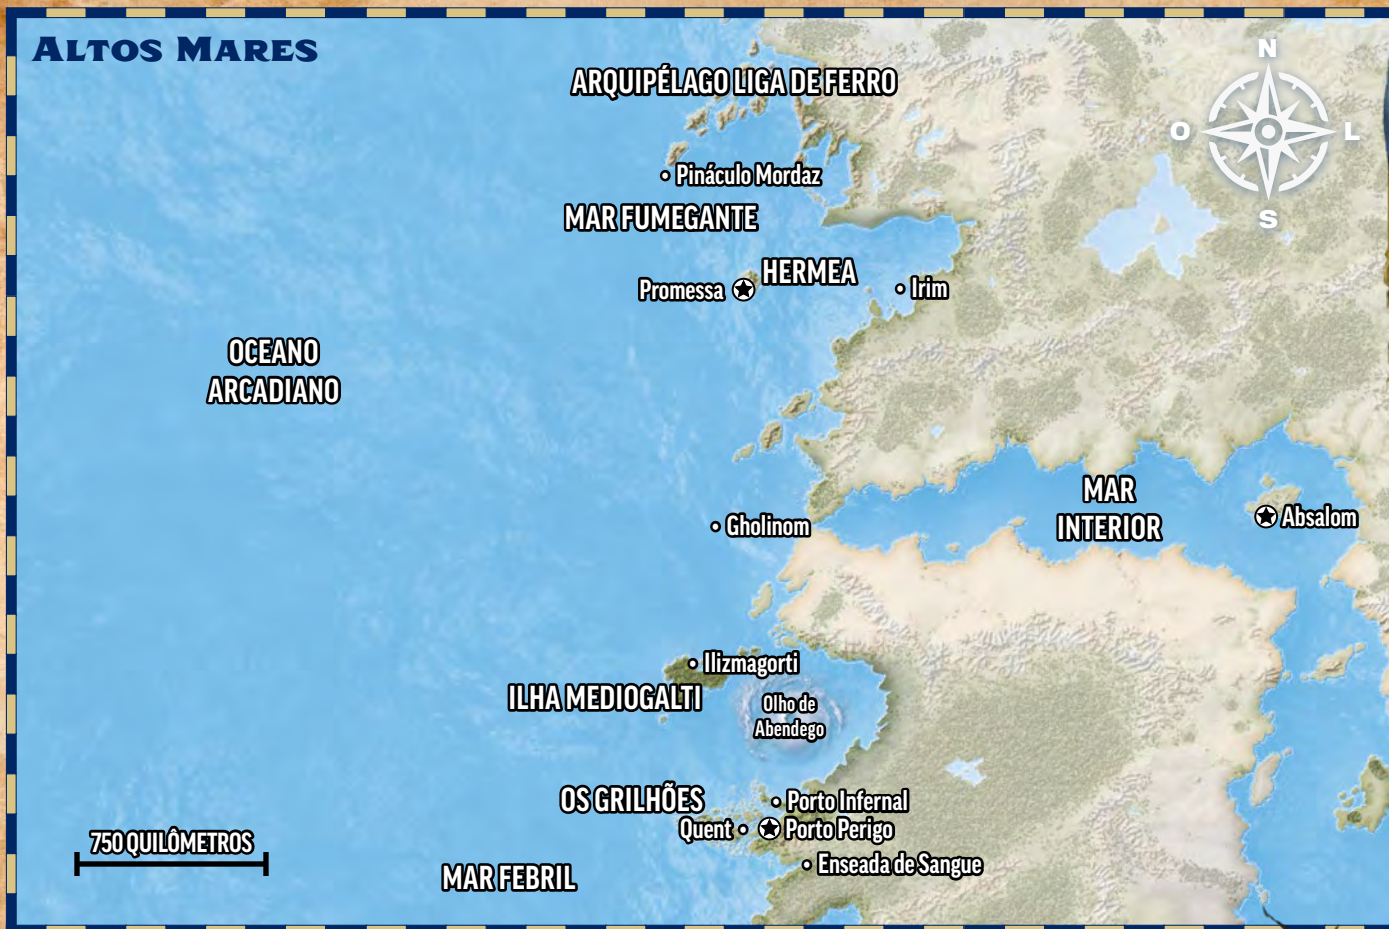 ALTOS MARES
N
O
L
S
ARQUIPÉLAGO LIGA DE FERRO
Pináculo Mordaz
MAR FUMEGANTE
HERMEA
Promessa
Irim
OCEANO
ARCADIANO
MAR
INTERIOR
Absalom
Gholinom
Ilizmagorti
ILHA MEDIOGALTI
Olho de
Abendego
OS GRILHÕES
Porto Infernal
Quent
Porto Perigo
Enseada de Sangue
750 QUILÔMETROS
MAR FEBRIL